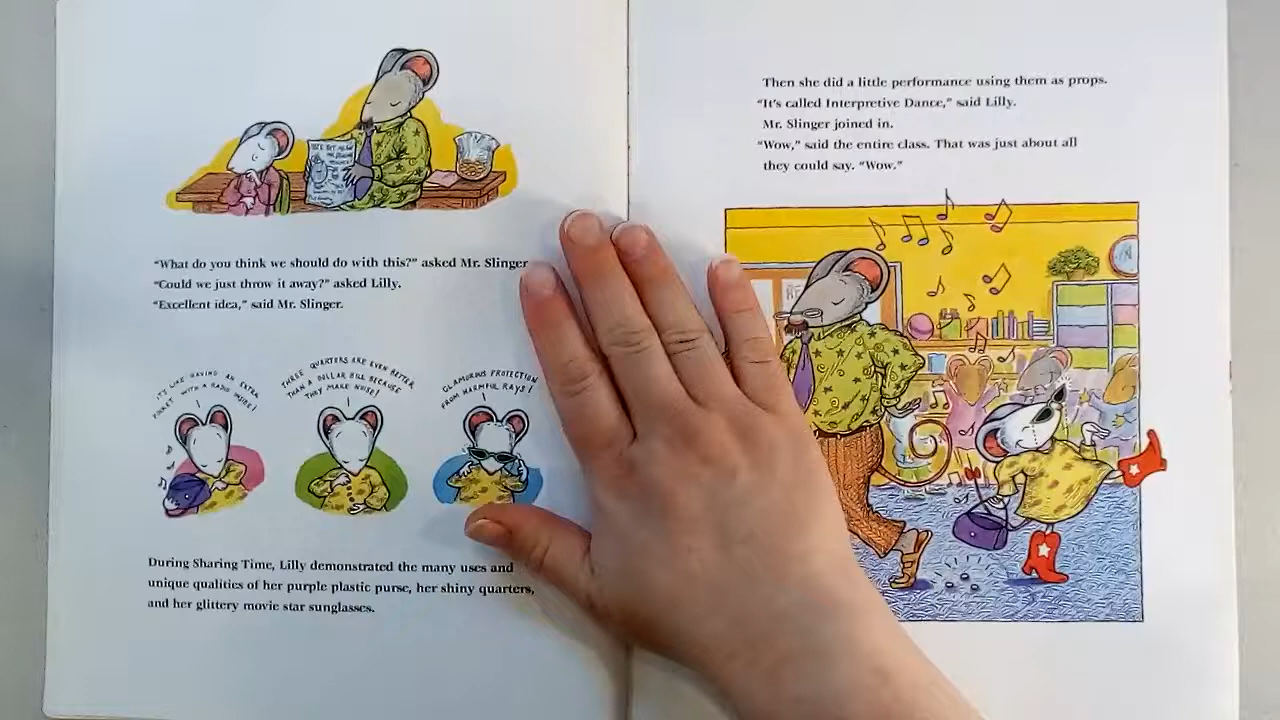 "What do you think we should do with this?" asked Mr. Slinger
"Could we just throw it away?" asked Lilly.
"Excellent idea," said Mr. Slinger.
IT'S LIKE HAVING AN EXTRA
POCKET WITH A RADIO INSIDE!
THREE QUARTERS ARE EVEN BETTER
THAN A DOLLAR BILL BECAUSE
THEY MAKE NOISE!
GLAMOROUS PROTECTION
FROM HARMFUL RAYS!
During Sharing Time, Lilly demonstrated the many uses and
unique qualities of her purple plastic purse, her shiny quarters,
and her glittery movie star sunglasses.
Then she did a little performance using them as props.
"It's called Interpretive Dance," said Lilly.
Mr. Slinger joined in.
"Wow," said the entire class. That was just about all
they could say. "Wow."